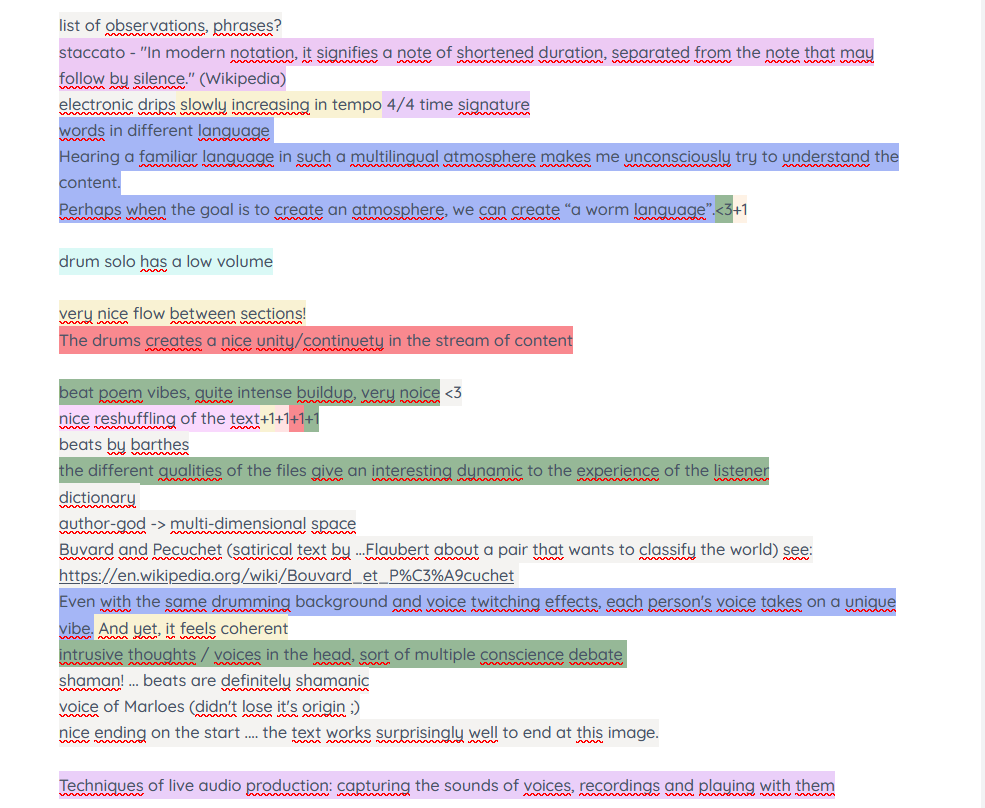 list of observations, phrases?
staccato - "In modern notation, it signifies a note of shortened duration, separated from the note that may
follow by silence." (Wikipedia)
electronic drips slowly increasing in tempo 4/4 time signature
words in different language
Hearing a familiar language in such a multilingual atmosphere makes me unconsciously try to understand the
content.
Perhaps when the goal is to create an atmosphere, we can create “a worm language”.<3+1
drum solo has a low volume
very nice flow between sections!
The drums creates a nice unity/continuety in the stream of content
beat poem vibes, quite intense buildup, very noice <3
nice reshuffling of the text+1+1+1+1
beats by barthes
the different qualities of the files give an interesting dynamic to the experience of the listener
dictionary
author-god -> multi-dimensional space
Buvard and Pecuchet (satirical text by ...Flaubert about a pair that wants to classify the world) see:
https://en.wikipedia.org/wiki/Bouvard_et_P%C3%A9cuchet
Even with the same drumming background and voice twitching effects, each person's voice takes on a unique
vibe. And yet, it feels coherent
intrusive thoughts / voices in the head, sort of multiple conscience debate
shaman! ... beats are definitely shamanic
voice of Marloes (didn't lose it's origin ;)
nice ending on the start .... the text works surprisingly well to end at this image.
Techniques of live audio production: capturing the sounds of voices, recordings and playing with them